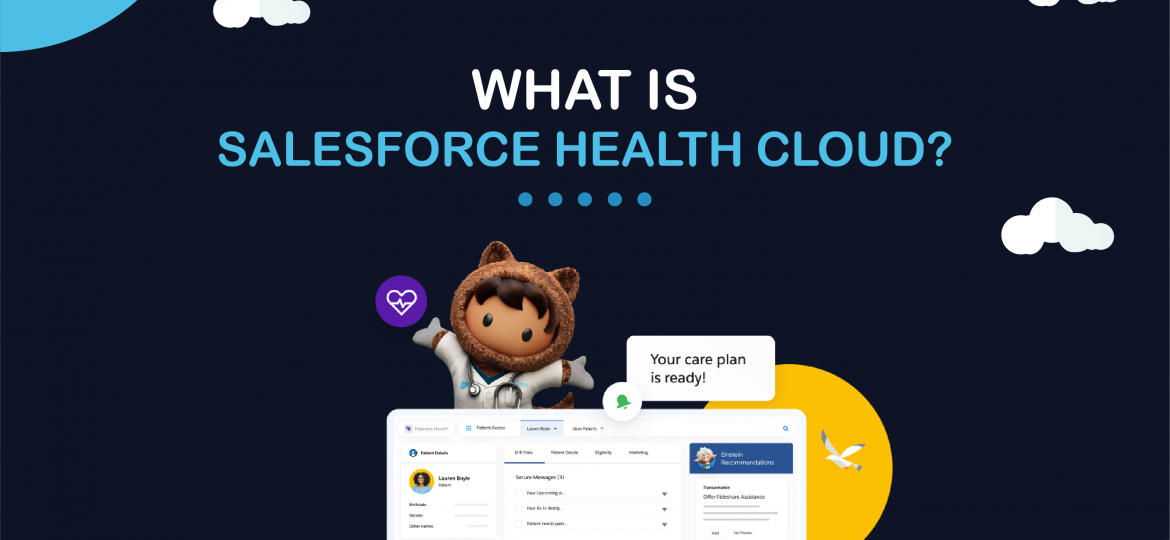 WHAT IS
SALESFORCE HEALTH CLOUD?
Your care plan
is ready!
Makana Health
Patient Access
Lauren Boyle
More Patients
Patient Details
Lauren Boyle
Patient
Birthdate
Gender
Other names
EHR Data
Patient Details
Eligibility
Marketing
Secure Messages (3)
Your Upcoming A...
Your Rx Is Ready...
Patient needs pain...
Einstein
Recommendations
Transportation
Offer Rideshare Assistance
Add
No Thanks